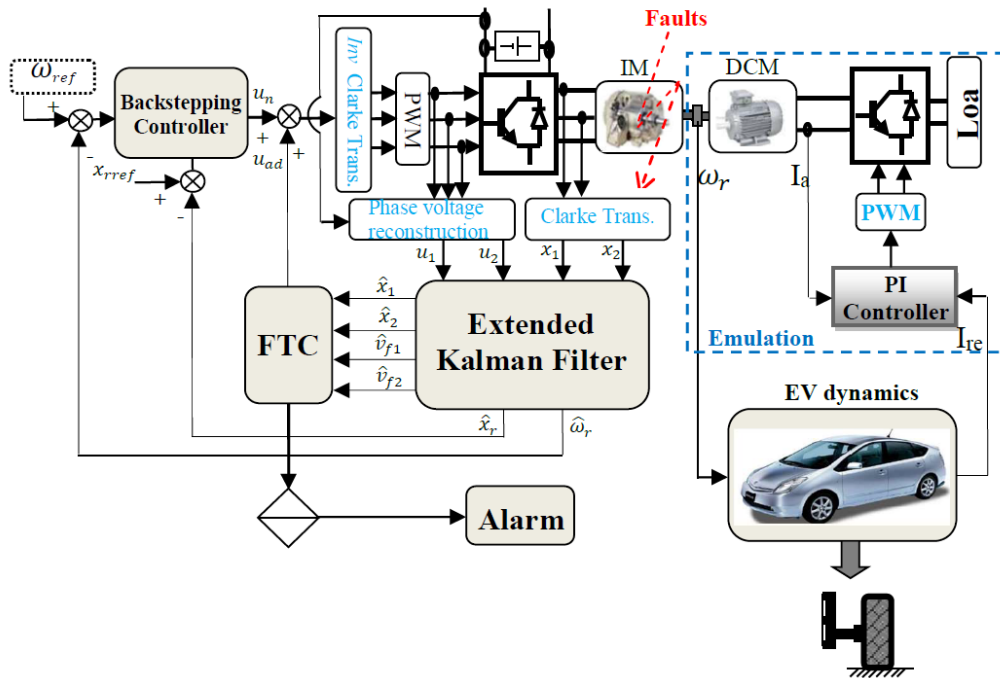 Faults
ω_ref
+
-
Backstepping
Controller
u_n
+
u_ad
+
x_rref
+
-
Inv Clarke Trans.
PWM
IM
DCM
Loa
ω_r
I_a
PWM
PI
Controller
I_re
Emulation
Phase voltage
reconstruction
Clarke Trans.
u_1
u_2
x_1
x_2
FTC
x̂_1
x̂_2
v̂_f1
v̂_f2
Extended
Kalman Filter
x̂_r
ω̂_r
Alarm
EV dynamics